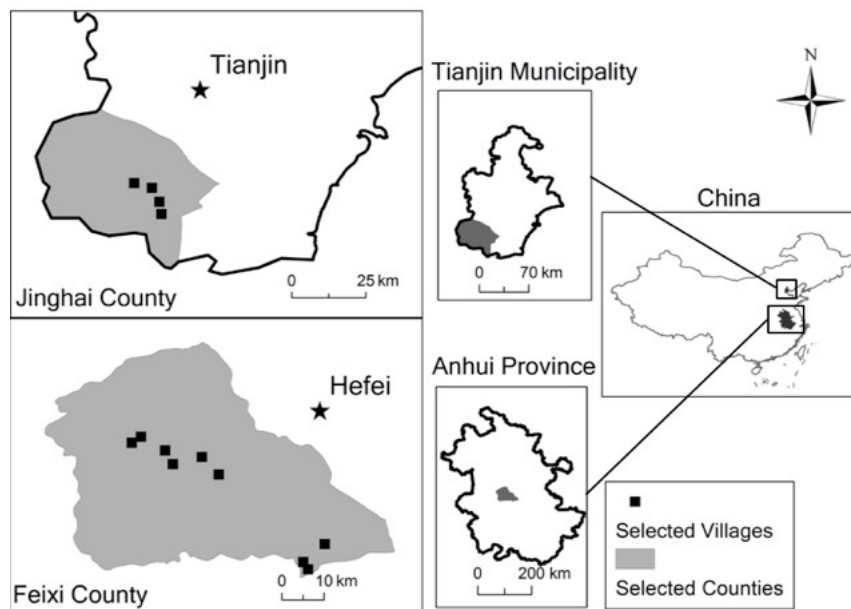 Tianjin
0 25 km
Jinghai County
Tianjin Municipality
0 70 km
N
China
Hefei
0 10 km
Feixi County
Anhui Province
0 200 km
Selected Villages
Selected Counties